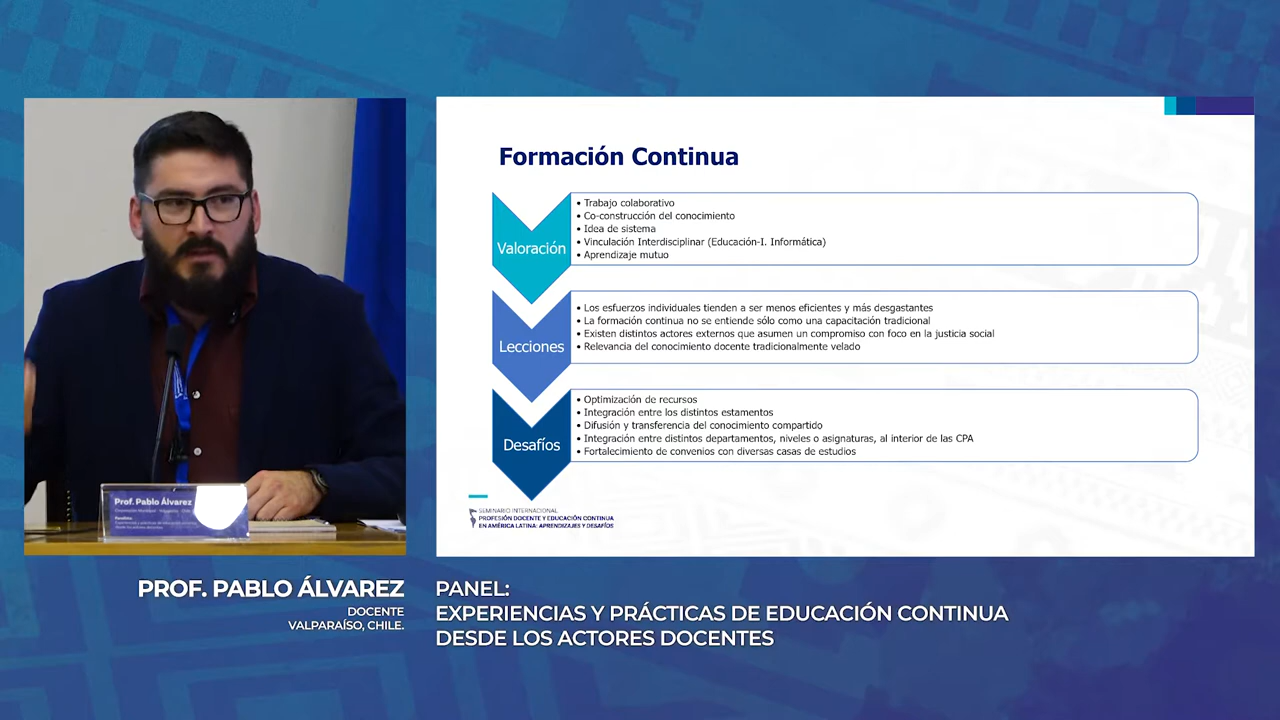 Formación Continua
Valoración
• Trabajo colaborativo
• Co-construcción del conocimiento
• Idea de sistema
• Vinculación Interdisciplinar (Educación-I. Informática)
• Aprendizaje mutuo
Lecciones
• Los esfuerzos individuales tienden a ser menos eficientes y más desgastantes
• La formación continua no se entiende sólo como una capacitación tradicional
• Existen distintos actores externos que asumen un compromiso con foco en la justicia social
• Relevancia del conocimiento docente tradicionalmente velado
Desafíos
• Optimización de recursos
• Integración entre los distintos estamentos
• Difusión y transferencia del conocimiento compartido
• Integración entre distintos departamentos, niveles o asignaturas, al interior de las CPA
• Fortalecimiento de convenios con diversas casas de estudios
SEMINARIO INTERNACIONAL
PROFESIÓN DOCENTE Y EDUCACIÓN CONTINUA
EN AMÉRICA LATINA: APRENDIZAJES Y DESAFÍOS
Prof. Pablo Álvarez
PROF. PABLO ÁLVAREZ
DOCENTE
VALPARAÍSO, CHILE.
PANEL:
EXPERIENCIAS Y PRÁCTICAS DE EDUCACIÓN CONTINUA
DESDE LOS ACTORES DOCENTES